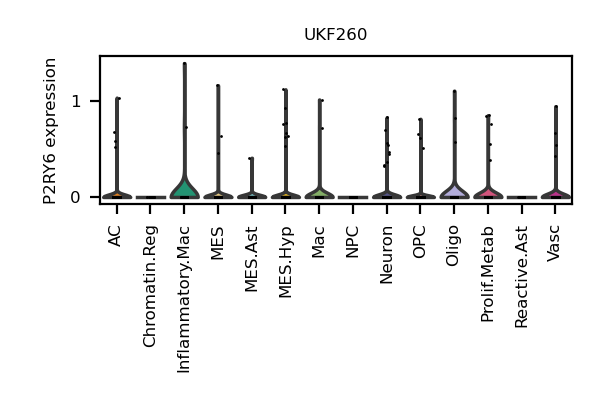 UKF260
P2RY6 expression
1
0
AC
Chromatin.Reg
Inflammatory.Mac
MES
MES.Ast
MES.Hyp
Mac
NPC
Neuron
OPC
Oligo
Prolif.Metab
Reactive.Ast
Vasc